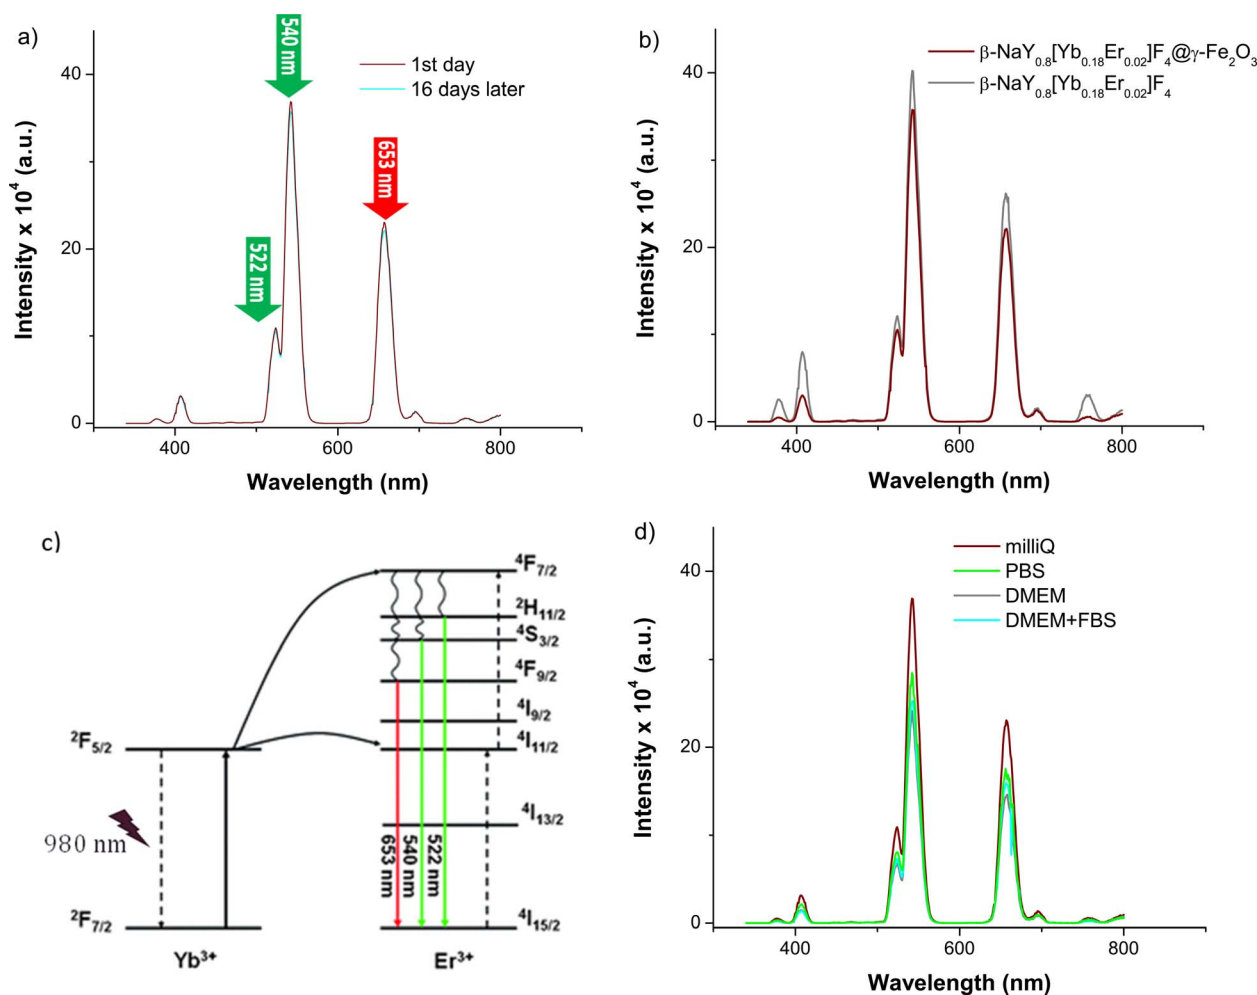 a)
540 nm
1st day
16 days later
653 nm
522 nm
40
20
0
Intensity x 10⁴ (a.u.)
400
600
800
Wavelength (nm)
b)
β-NaY₀.₈[Yb₀.₁₈Er₀.₀₂]F₄@γ-Fe₂O₃
β-NaY₀.₈[Yb₀.₁₈Er₀.₀₂]F₄
40
20
0
Intensity x 10⁴ (a.u.)
400
600
800
Wavelength (nm)
c)
⁴F₇/₂
²H₁₁/₂
⁴S₃/₂
⁴F₉/₂
⁴I₉/₂
²F₅/₂
⁴I₁₁/₂
⁴I₁₃/₂
980 nm
653 nm
540 nm
522 nm
²F₇/₂
⁴I₁₅/₂
Yb³⁺
Er³⁺
d)
milliQ
PBS
DMEM
DMEM+FBS
40
20
0
Intensity x 10⁴ (a.u.)
400
600
800
Wavelength (nm)